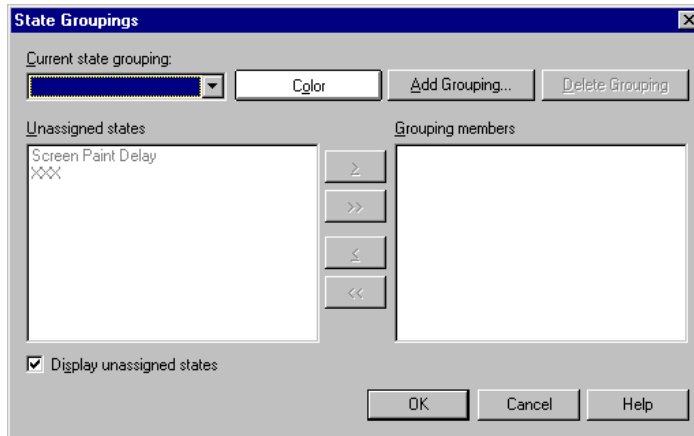 State Groupings
Current state grouping:
Color
Add Grouping...
Delete Grouping
Unassigned states
Grouping members
Screen Paint Delay
XXX
>
>>
<
<<
Display unassigned states
OK
Cancel
Help